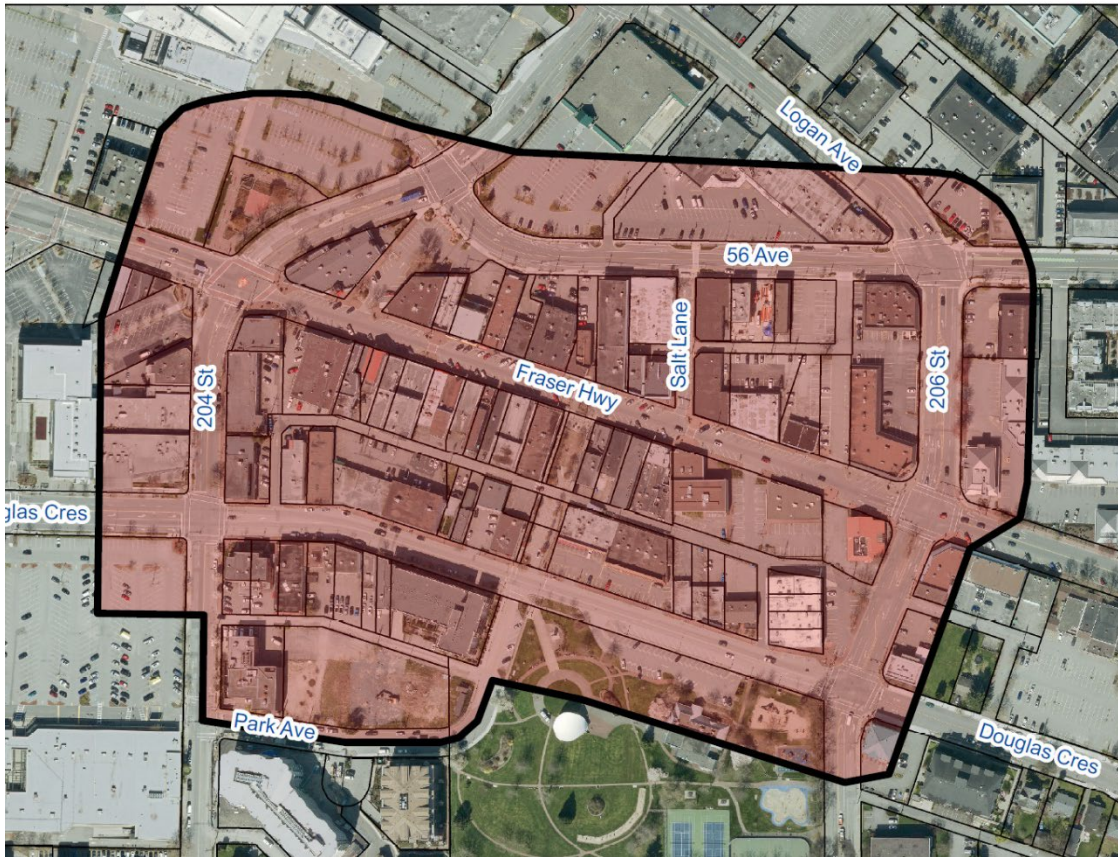 Logan Ave
56 Ave
Salt Lane
Fraser Hwy
204 St
206 St
glas Cres
Park Ave
Douglas Cres